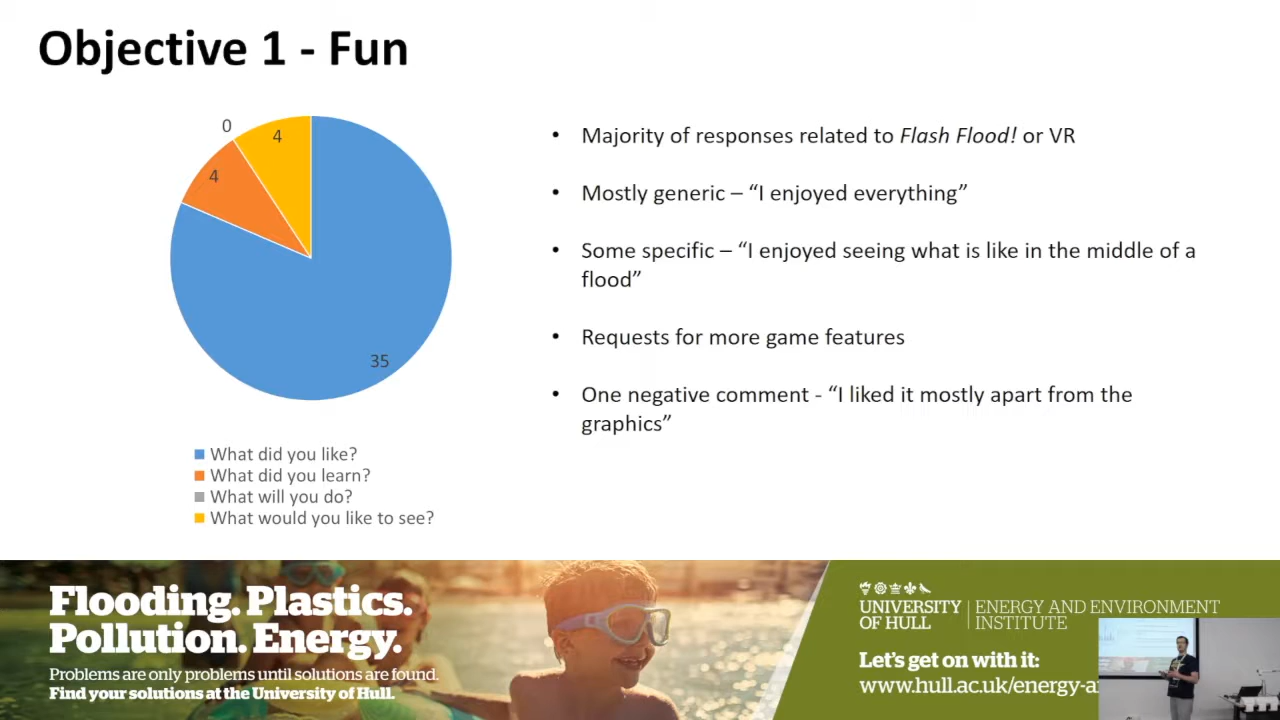 Objective 1 - Fun
0
4
4
35
What did you like?
What did you learn?
What will you do?
What would you like to see?
• Majority of responses related to Flash Flood! or VR
• Mostly generic – “I enjoyed everything”
• Some specific – “I enjoyed seeing what is like in the middle of a
flood”
• Requests for more game features
• One negative comment - “I liked it mostly apart from the
graphics”
Flooding. Plastics.
Pollution. Energy.
Problems are only problems until solutions are found.
Find your solutions at the University of Hull.
UNIVERSITY OF HULL
ENERGY AND ENVIRONMENT
INSTITUTE
Let's get on with it:
www.hull.ac.uk/energy-a